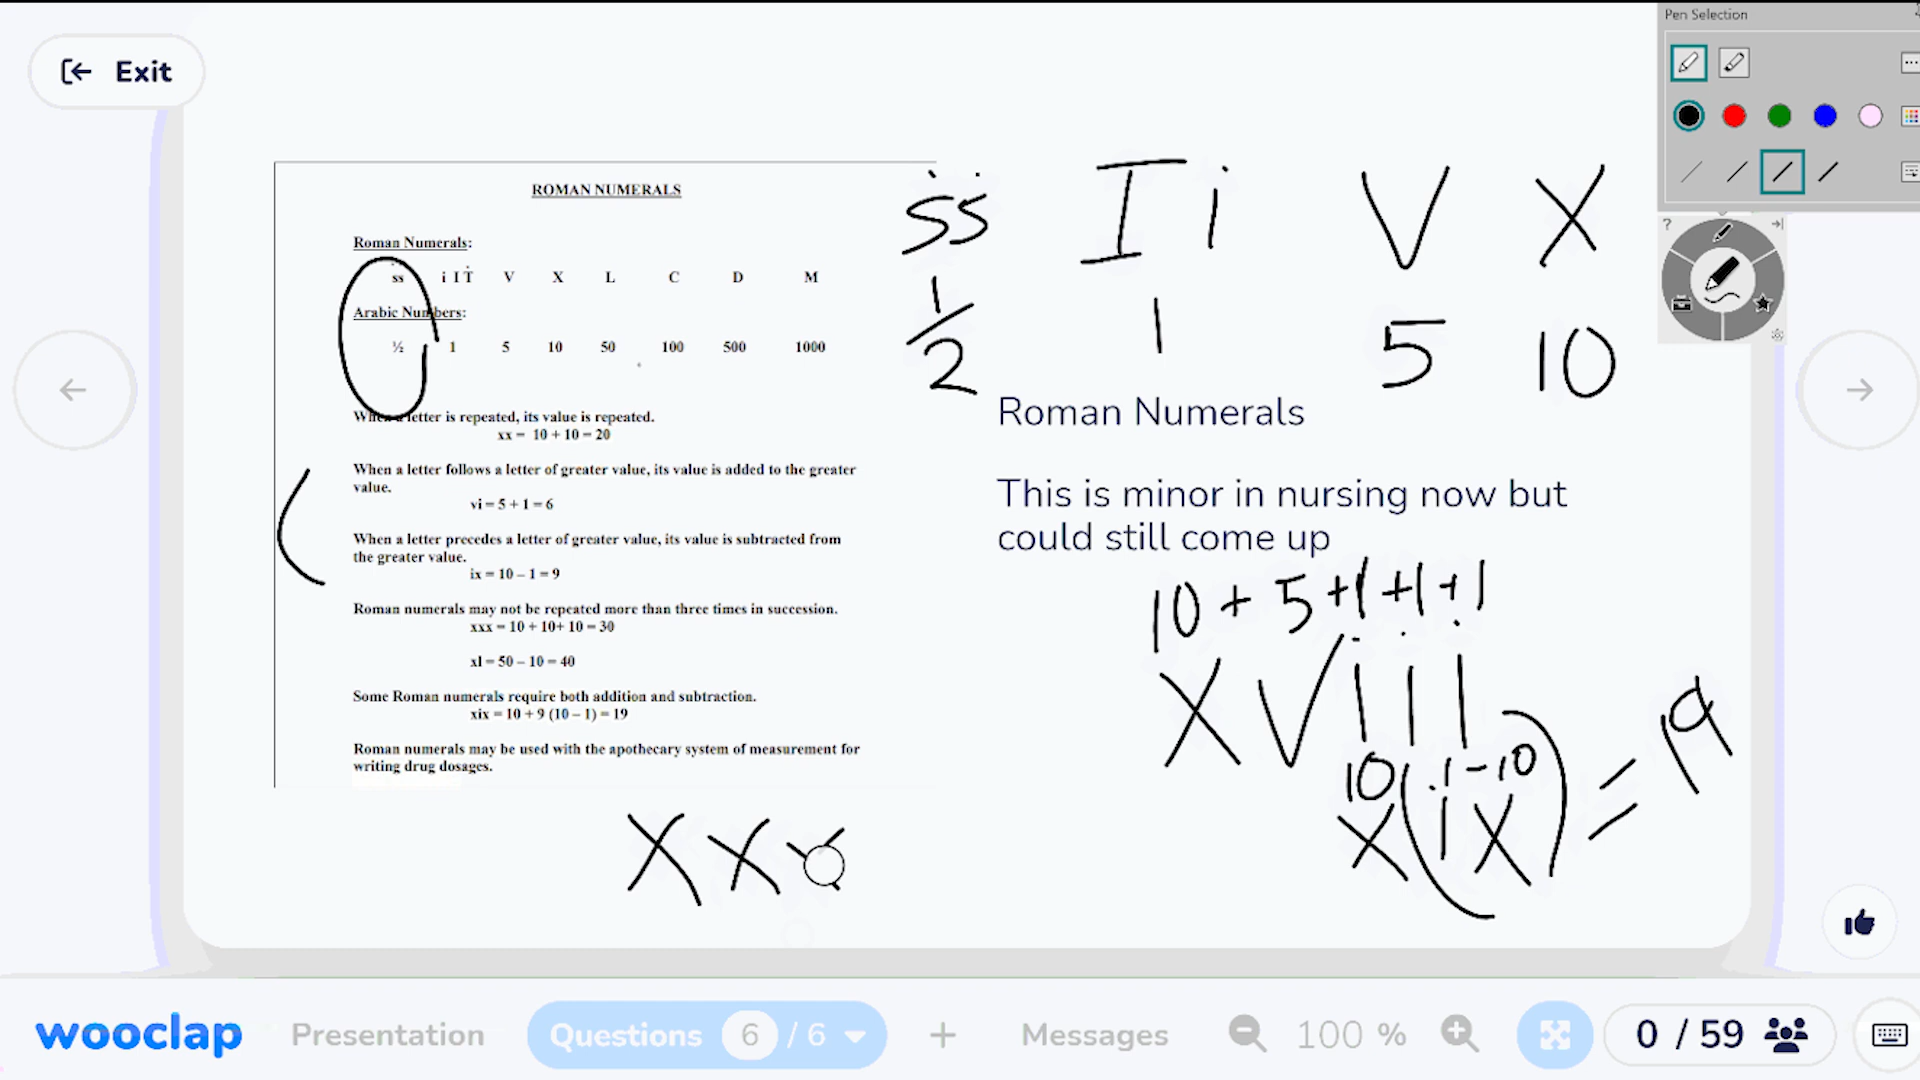 Pen Selection
Exit
ROMAN NUMERALS
Roman Numerals:
ss i I T V X L C D M
Arabic Numbers:
½ 1 5 10 50 100 500 1000
When a letter is repeated, its value is repeated.
xx = 10 + 10 = 20
When a letter follows a letter of greater value, its value is added to the greater
value.
vi = 5 + 1 = 6
When a letter precedes a letter of greater value, its value is subtracted from
the greater value.
ix = 10 – 1 = 9
Roman numerals may not be repeated more than three times in succession.
xxx = 10 + 10+ 10 = 30
xl = 50 – 10 = 40
Some Roman numerals require both addition and subtraction.
xix = 10 + 9 (10 – 1) = 19
Roman numerals may be used with the apothecary system of measurement for
writing drug dosages.
ss I i V X
1/2 1 5 10
Roman Numerals
This is minor in nursing now but
could still come up
10 + 5 +1 +1 +1
X V i i i
10 ( 1 - 10
X ( i X ) = 19
X X X
wooclap
Presentation
Questions 6 / 6
+
Messages
100 %
0 / 59